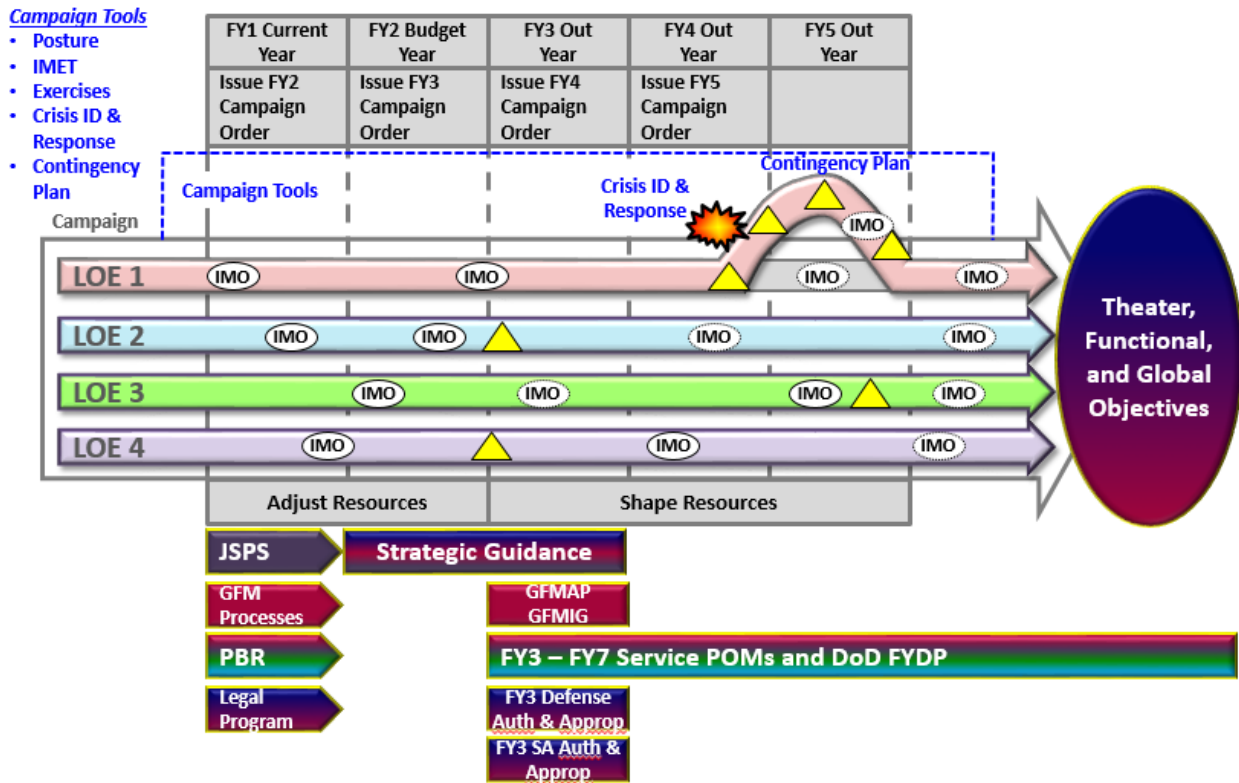 Campaign Tools
• Posture
• IMET
• Exercises
• Crisis ID &
Response
• Contingency
Plan
FY1 Current
Year
FY2 Budget
Year
FY3 Out
Year
FY4 Out
Year
FY5 Out
Year
Issue FY2
Campaign
Order
Issue FY3
Campaign
Order
Issue FY4
Campaign
Order
Issue FY5
Campaign
Order
Campaign Tools
Crisis ID &
Response
Contingency Plan
Campaign
IMO
LOE 1
IMO
IMO
IMO
IMO
LOE 2
IMO
IMO
IMO
IMO
LOE 3
IMO
IMO
IMO
IMO
LOE 4
IMO
IMO
IMO
Theater,
Functional,
and Global
Objectives
Adjust Resources
Shape Resources
JSPS
Strategic Guidance
GFM
Processes
GFMAP
GFMIG
PBR
FY3 – FY7 Service POMs and DoD FYDP
Legal
Program
FY3 Defense
Auth & Approp
FY3 SA Auth &
Approp